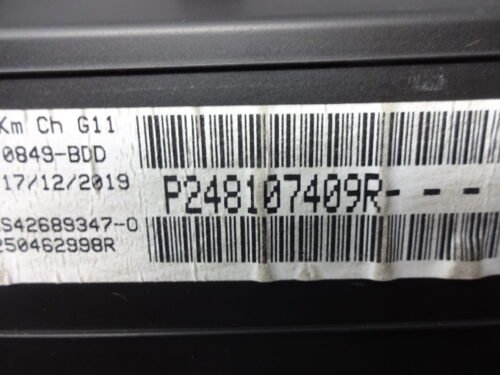 Km Ch G11
0849-BDD
17/12/2019
P248107409R----
S42689347-0
250462998R